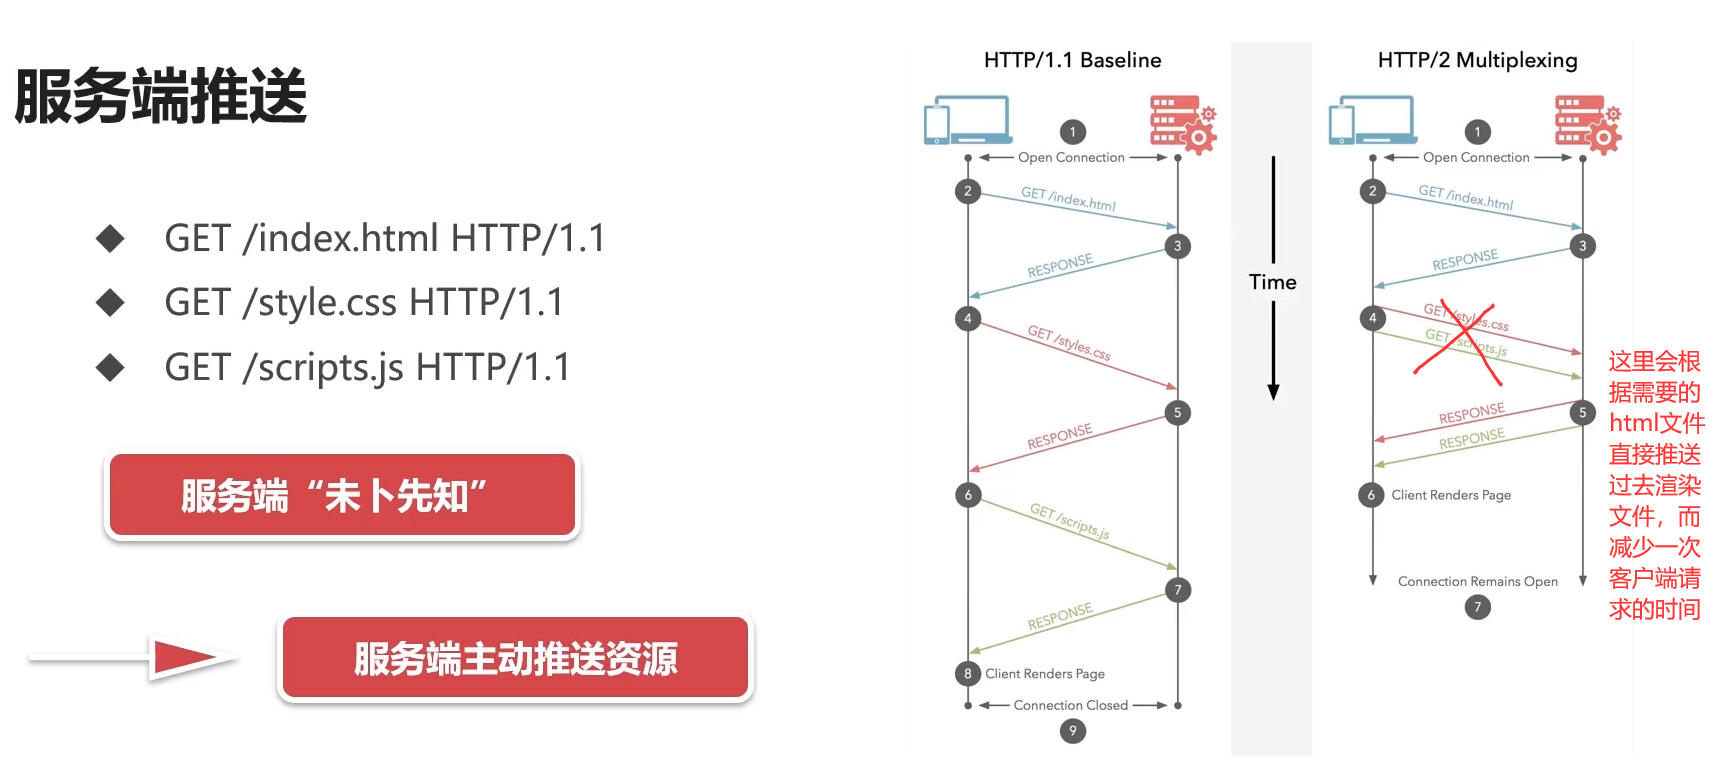 服务端推送
GET /index.html HTTP/1.1
GET /style.css HTTP/1.1
GET /scripts.js HTTP/1.1
服务端“未卜先知”
服务端主动推送资源
HTTP/1.1 Baseline
1
Open Connection
2
GET /index.html
3
RESPONSE
4
GET /styles.css
5
RESPONSE
6
GET /scripts.js
7
RESPONSE
8
Client Renders Page
Connection Closed
9
Time
HTTP/2 Multiplexing
1
Open Connection
2
GET /index.html
3
RESPONSE
4
GET /styles.css
GET /scripts.js
5
RESPONSE
RESPONSE
6
Client Renders Page
Connection Remains Open
7
这里会根
据需要的
html文件
直接推送
过去渲染
文件，而
减少一次
客户端请
求的时间